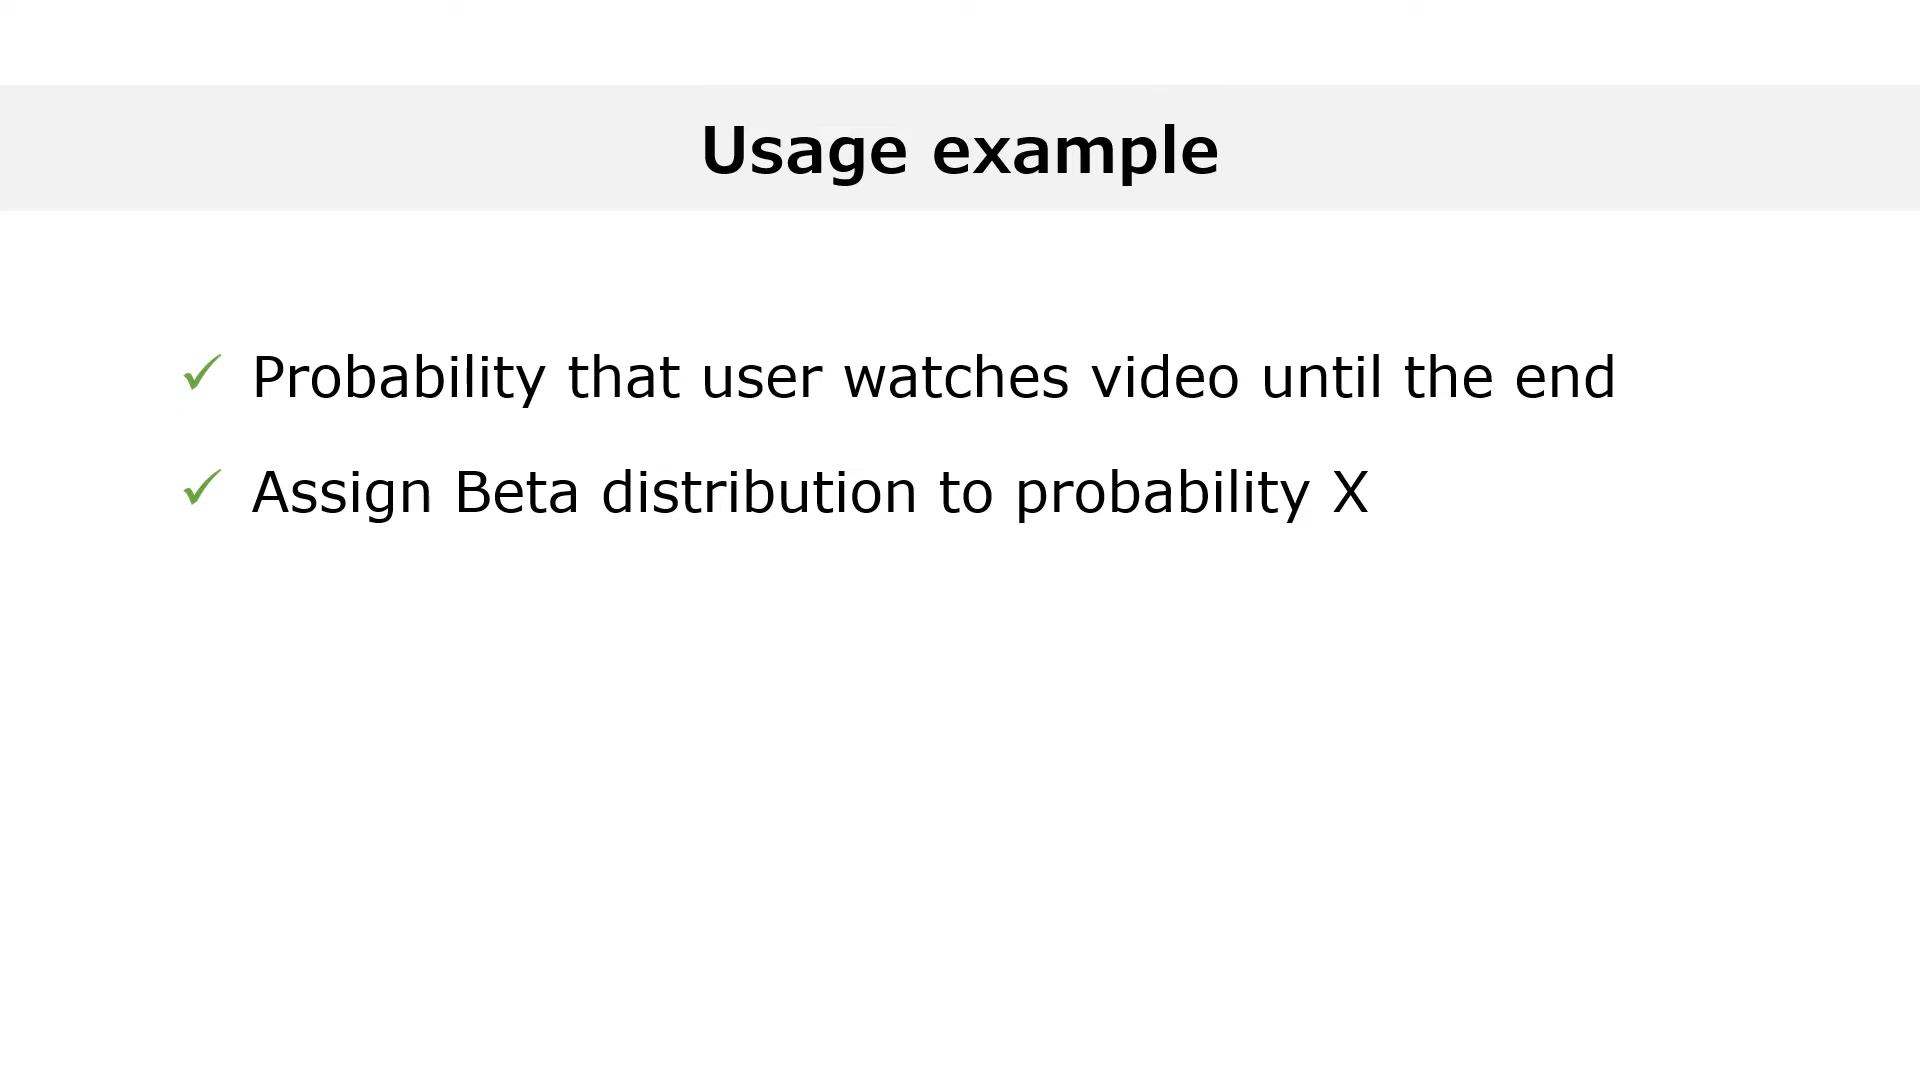 Usage example
Probability that user watches video until the end
Assign Beta distribution to probability X